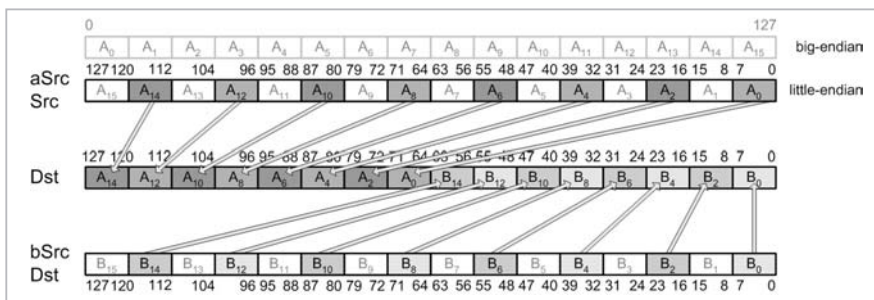 0 127
A0 A1 A2 A3 A4 A5 A6 A7 A8 A9 A10 A11 A12 A13 A14 A15 big-endian
aSrc 127 120 112 104 96 95 88 87 80 79 72 71 64 63 56 55 48 47 40 39 32 31 24 23 16 15 8 7 0
Src A15 A14 A13 A12 A11 A10 A9 A8 A7 A6 A5 A4 A3 A2 A1 A0 little-endian
127 120 112 104 96 95 88 87 80 79 72 71 64 63 56 55 48 47 40 39 32 31 24 23 16 15 8 7 0
Dst A14 A12 A10 A8 A6 A4 A2 A0 B14 B12 B10 B8 B6 B4 B2 B0
bSrc B15 B14 B13 B12 B11 B10 B9 B8 B7 B6 B5 B4 B3 B2 B1 B0
Dst 127 120 112 104 96 95 88 87 80 79 72 71 64 63 56 55 48 47 40 39 32 31 24 23 16 15 8 7 0